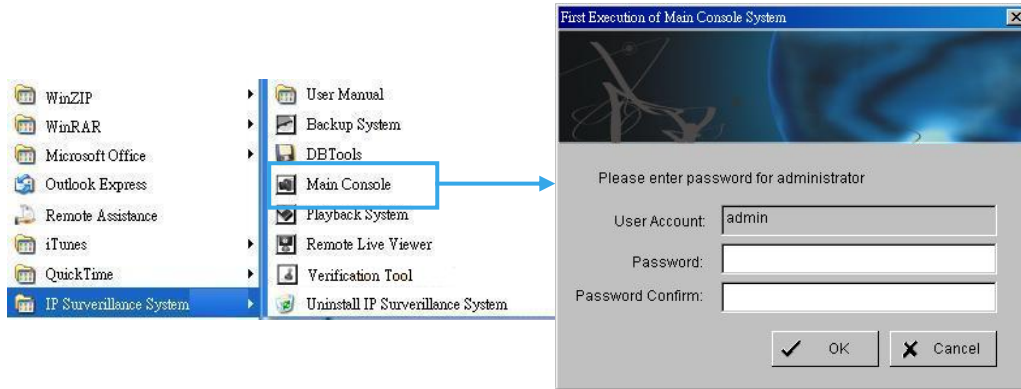 WinZIP
WinRAR
Microsoft Office
Outlook Express
Remote Assistance
iTunes
QuickTime
IP Surverillance System
User Manual
Backup System
DBTools
Main Console
Playback System
Remote Live Viewer
Verification Tool
Uninstall IP Surverillance System
First Execution of Main Console System
Please enter password for administrator
User Account: admin
Password:
Password Confirm:
OK Cancel